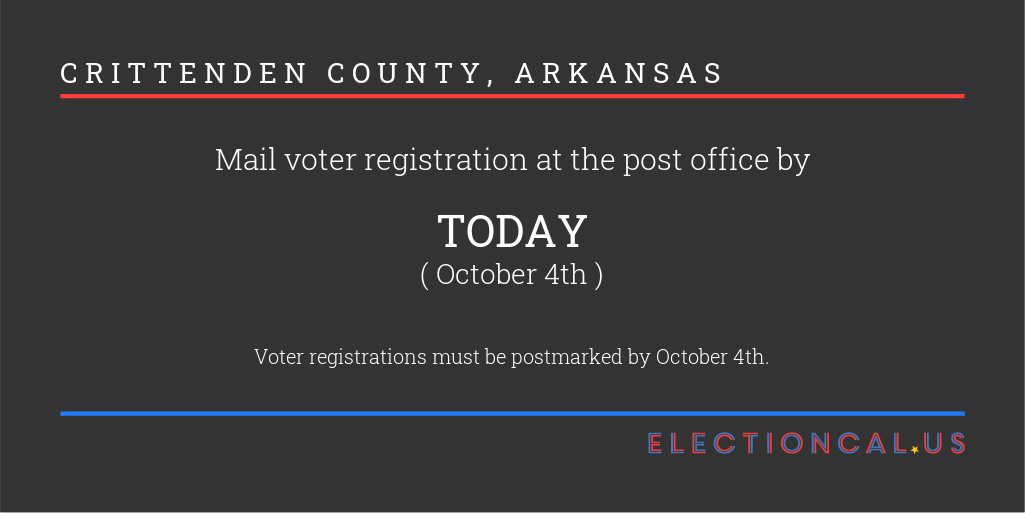 CRITTENDEN COUNTY, ARKANSAS
Mail voter registration at the post office by
TODAY
( October 4th )
Voter registrations must be postmarked by October 4th.
ELECTIONCAL.US